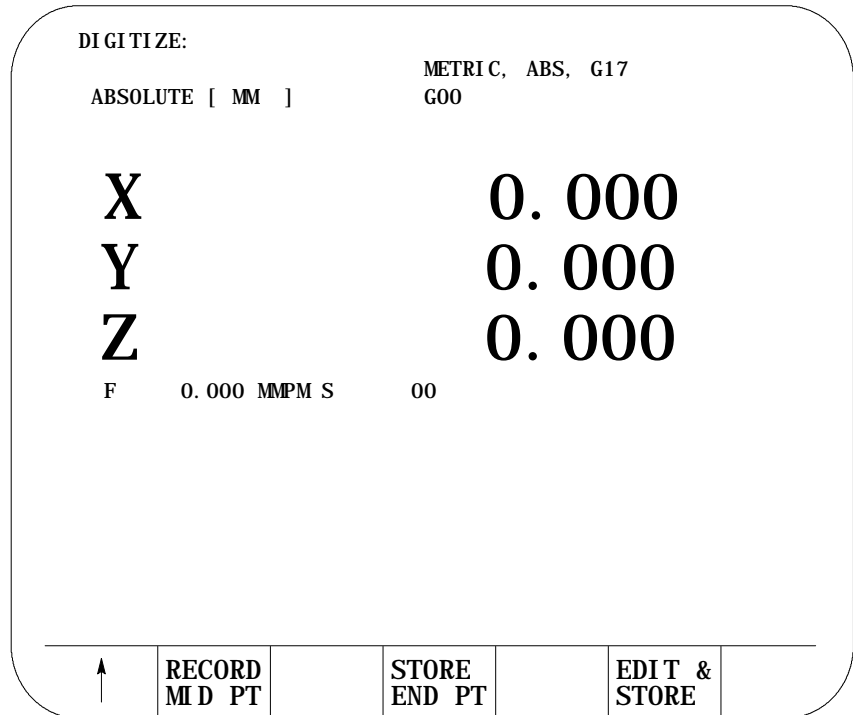 DIGITIZE:
METRIC, ABS, G17
ABSOLUTE [ MM ] G00
X 0.000
Y 0.000
Z 0.000
F 0.000 MMPM S 00
RECORD STORE EDIT &
MID PT END PT STORE